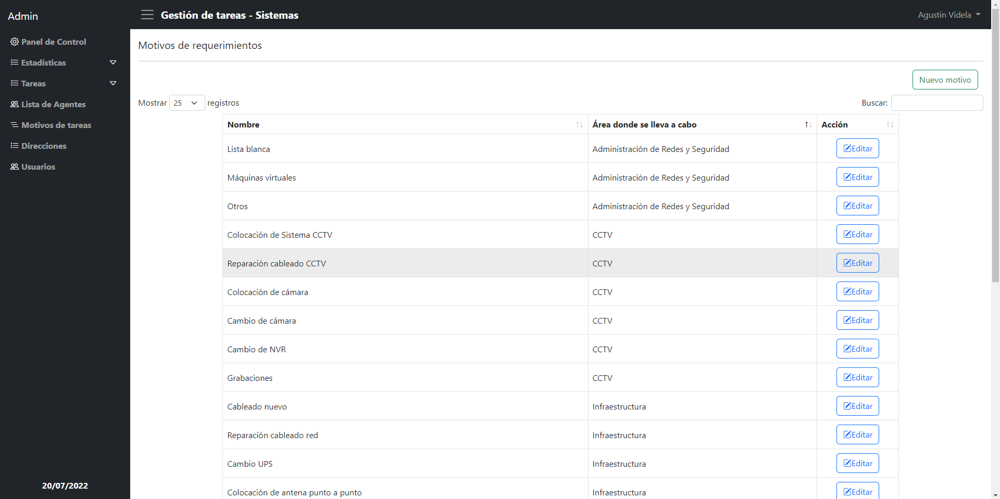 Admin
Gestión de tareas - Sistemas
Agustin Videla
Panel de Control
Estadísticas
Tareas
Lista de Agentes
Motivos de tareas
Direcciones
Usuarios
20/07/2022
Motivos de requerimientos
Nuevo motivo
Mostrar 25 registros
Buscar:
Nombre Área donde se lleva a cabo Acción
Lista blanca Administración de Redes y Seguridad Editar
Máquinas virtuales Administración de Redes y Seguridad Editar
Otros Administración de Redes y Seguridad Editar
Colocación de Sistema CCTV CCTV Editar
Reparación cableado CCTV CCTV Editar
Colocación de cámara CCTV Editar
Cambio de cámara CCTV Editar
Cambio de NVR CCTV Editar
Grabaciones CCTV Editar
Cableado nuevo Infraestructura Editar
Reparación cableado red Infraestructura Editar
Cambio UPS Infraestructura Editar
Colocación de antena punto a punto Infraestructura Editar